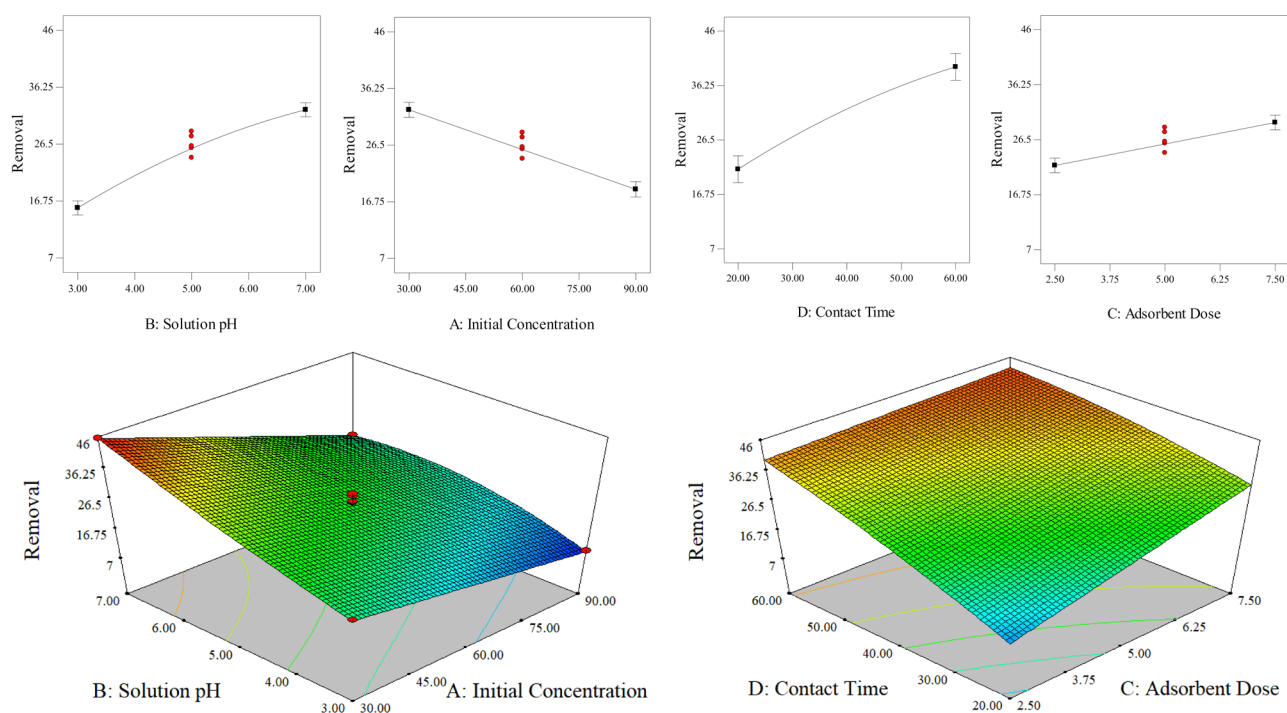 46
36.25
26.5
16.75
7
Removal
3.00 4.00 5.00 6.00 7.00
B: Solution pH
46
36.25
26.5
16.75
7
Removal
30.00 45.00 60.00 75.00 90.00
A: Initial Concentration
46
36.25
26.5
16.75
7
Removal
20.00 30.00 40.00 50.00 60.00
D: Contact Time
46
36.25
26.5
16.75
7
Removal
2.50 3.75 5.00 6.25 7.50
C: Adsorbent Dose
46
36.25
26.5
16.75
7
Removal
7.00
6.00
5.00
4.00
3.00
B: Solution pH
30.00
45.00
60.00
75.00
90.00
A: Initial Concentration
46
36.25
26.5
16.75
7
Removal
60.00
50.00
40.00
30.00
20.00
D: Contact Time
2.50
3.75
5.00
6.25
7.50
C: Adsorbent Dose